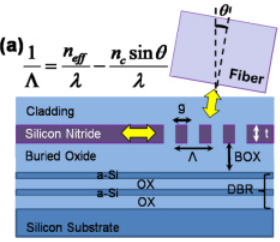 θ
(a) 1/Λ = n_eff/λ − n_c sinθ/λ
Fiber
Cladding
g
Silicon Nitride
t
Λ
Buried Oxide
BOX
a-Si
OX
DBR
a-Si
OX
Silicon Substrate